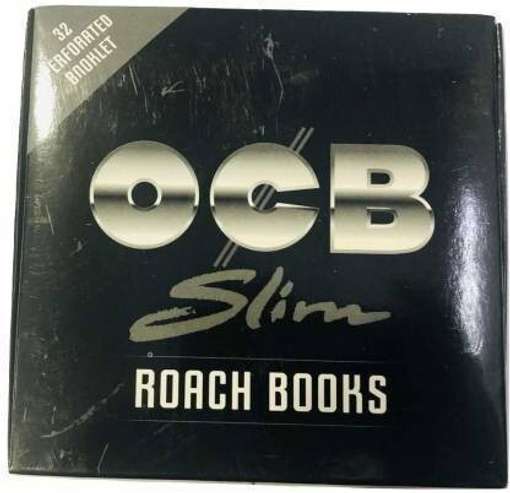 32
PERFORATED
BOOKLET
OCB
Slim
ROACH BOOKS